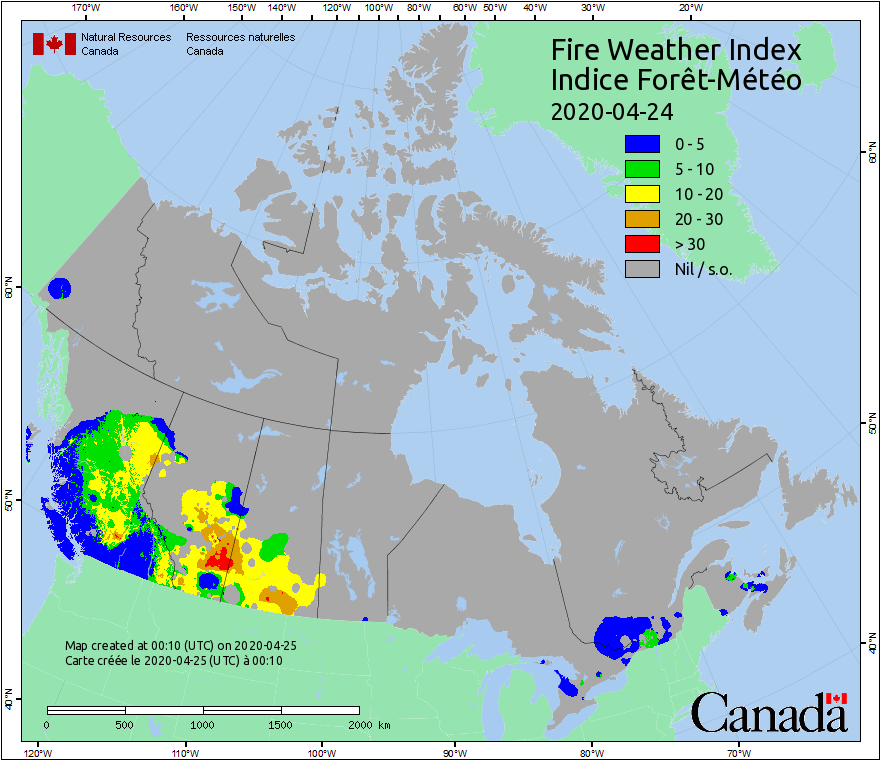 170°W 160°W 150°W 140°W 120°W 100°W 80°W 60°W 50°W 40°W 30°W 20°W
Natural Resources Ressources naturelles
Canada Canada
Fire Weather Index
Indice Forêt-Météo
2020-04-24
0 - 5
5 - 10
10 - 20
20 - 30
> 30
Nil / s.o.
60°N
60°N
50°N
50°N
40°N
40°N
Map created at 00:10 (UTC) on 2020-04-25
Carte créée le 2020-04-25 (UTC) à 00:10
0 500 1000 1500 2000 km
Canada
120°W 110°W 100°W 90°W 80°W 70°W